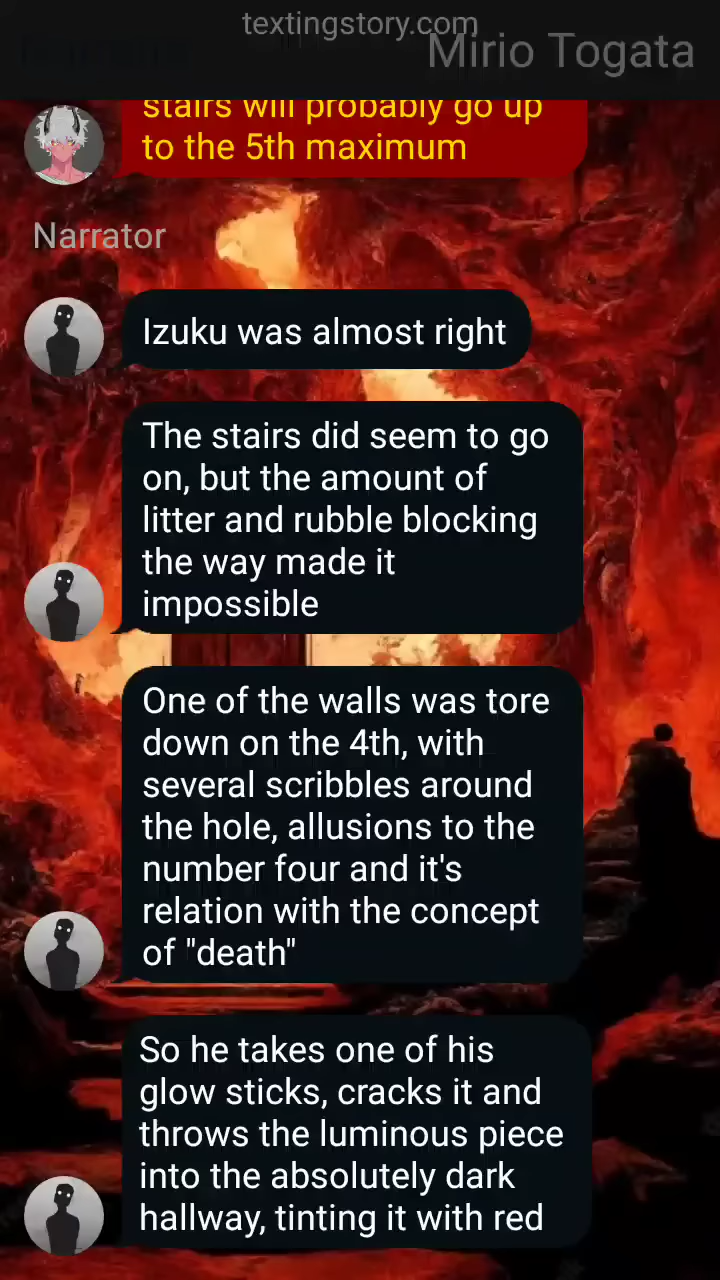 textingstory.com
Mirio Togata
stairs will probably go up
to the 5th maximum
Narrator
Izuku was almost right
The stairs did seem to go
on, but the amount of
litter and rubble blocking
the way made it
impossible
One of the walls was tore
down on the 4th, with
several scribbles around
the hole, allusions to the
number four and it's
relation with the concept
of "death"
So he takes one of his
glow sticks, cracks it and
throws the luminous piece
into the absolutely dark
hallway, tinting it with red